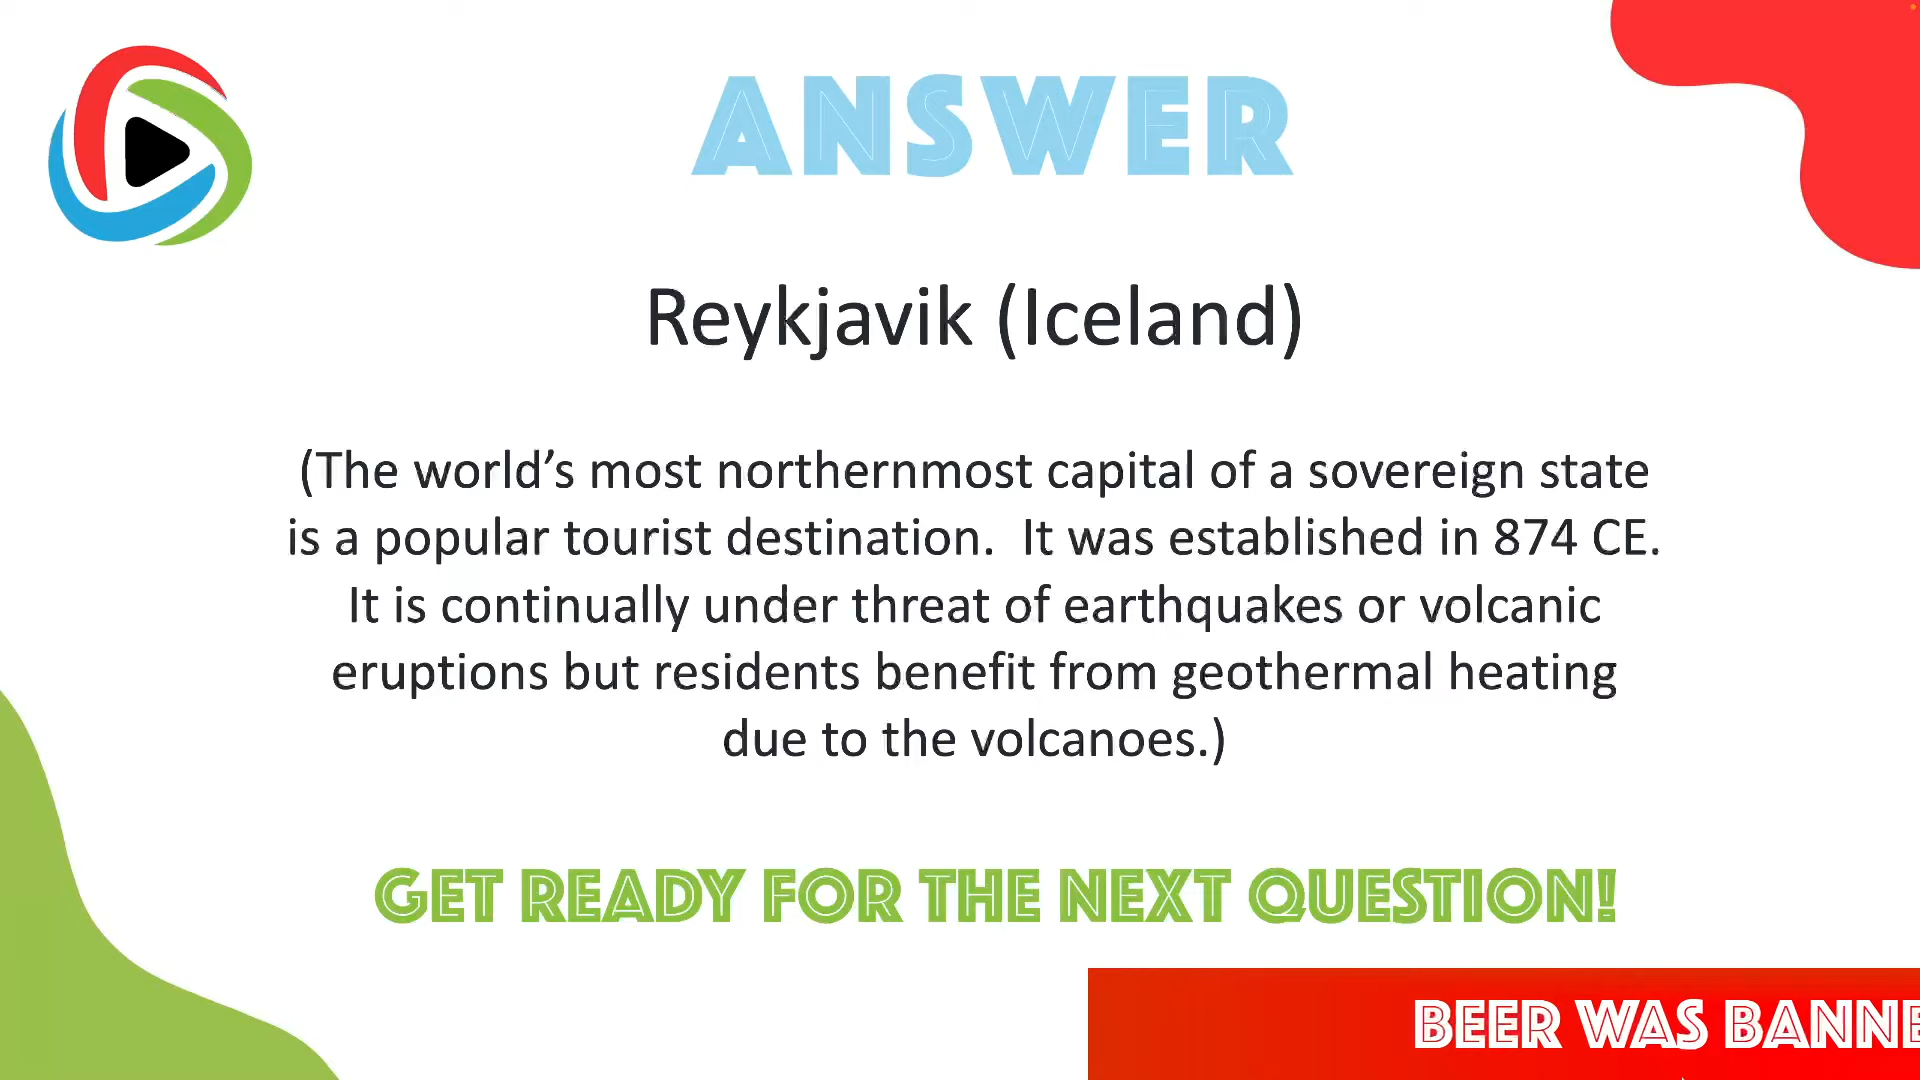 ANSWER
Reykjavik (Iceland)
(The world’s most northernmost capital of a sovereign state
is a popular tourist destination.  It was established in 874 CE.
It is continually under threat of earthquakes or volcanic
eruptions but residents benefit from geothermal heating
due to the volcanoes.)
GET READY FOR THE NEXT QUESTION!
BEER WAS BANNE